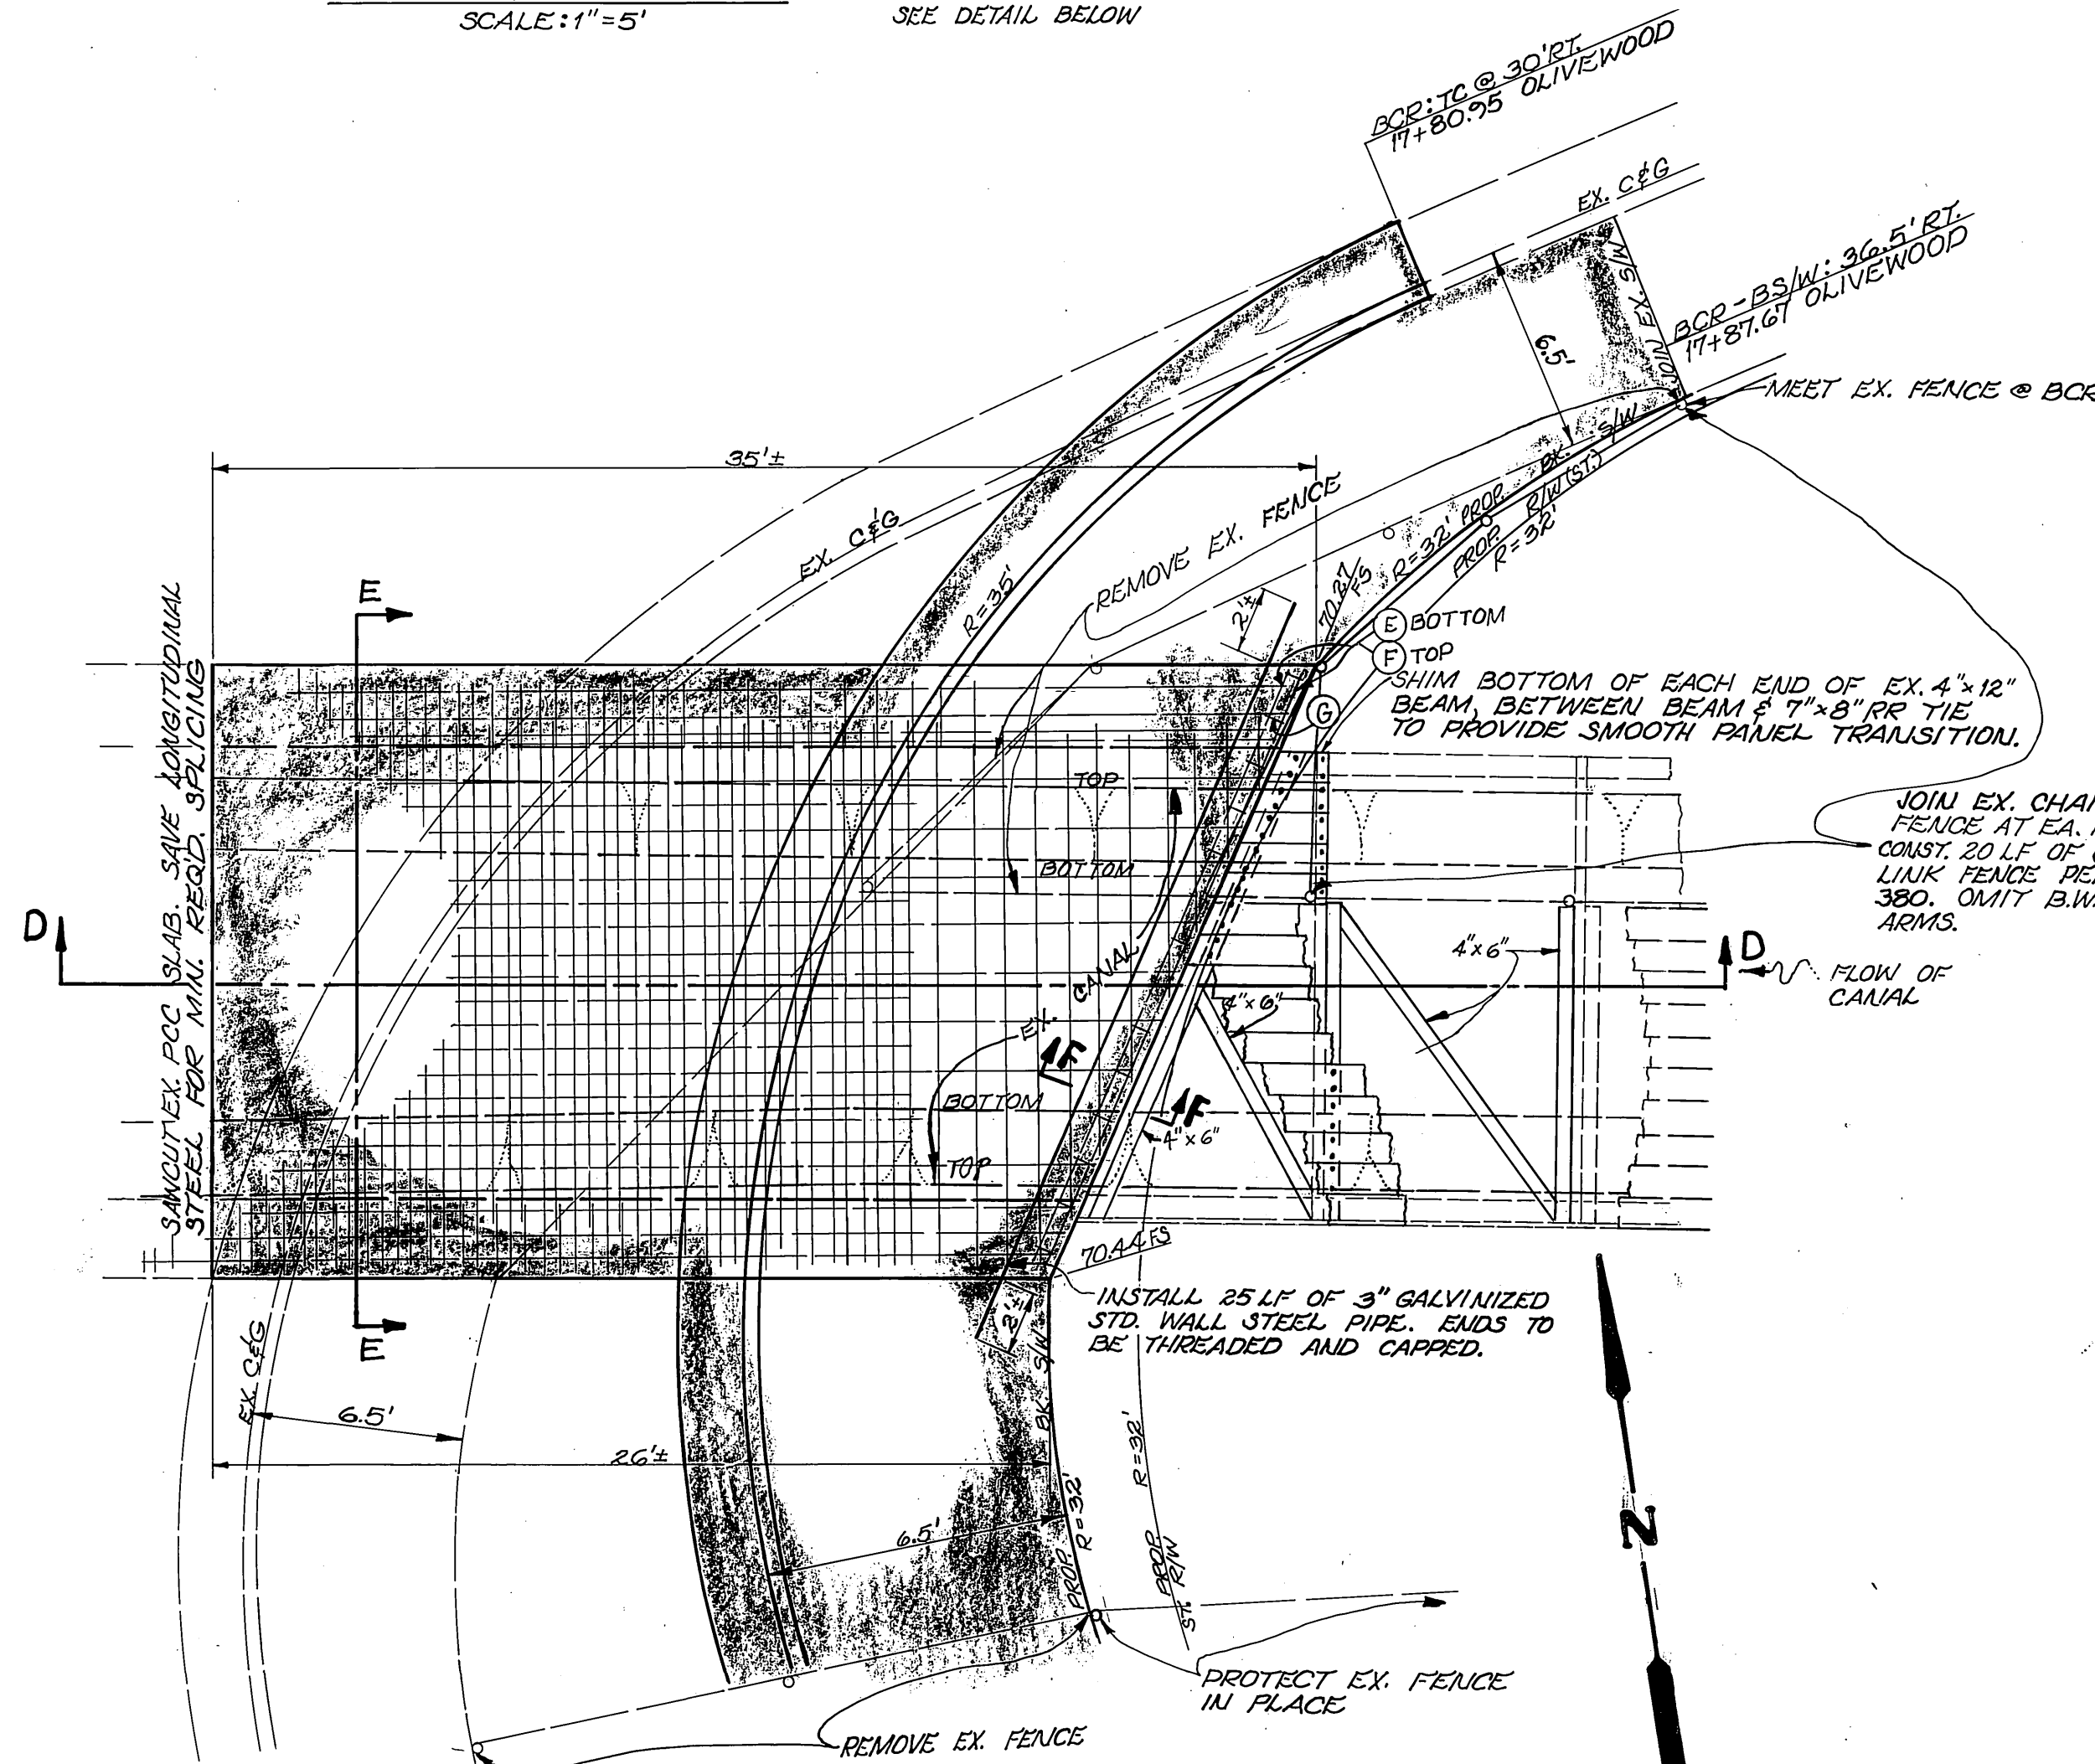 SCALE: 1"=5'
SEE DETAIL BELOW
BCR: TC @ 30' RT.
17+80.95 OLIVEWOOD
EX. C&G
BCR-BS/W: 36.5' RT.
17+87.67 OLIVEWOOD
JOIN EX. S/W
6.5'
MEET EX. FENCE @ BCR
35'±
EX. C&G
REMOVE EX. FENCE
R=35'
2'±
70.27
FS
R=32' PROP. BK. S/W
PROP. R/W (ST.)
R=32'
E BOTTOM
F TOP
G
SHIM BOTTOM OF EACH END OF EX. 4"x12"
BEAM, BETWEEN BEAM & 7"x8" RR TIE
TO PROVIDE SMOOTH PANEL TRANSITION.
E
SAWCUT EX. PCC SLAB. SAVE LONGITUDINAL
STEEL FOR MIN. REQ'D. SPLICING
TOP
BOTTOM
JOIN EX. CHAI
FENCE AT EA.
CONST. 20 LF OF
LINK FENCE PE
380. OMIT B.W.
ARMS.
D
D
FLOW OF
CANAL
4"x6"
4"x6"
EX. CANAL
F
F
4"x6"
BOTTOM
TOP
70.44 FS
INSTALL 25 LF OF 3" GALVINIZED
STD. WALL STEEL PIPE. ENDS TO
BE THREADED AND CAPPED.
2'±
E
EX. C&G
6.5'
26'±
BK. S/W
PROP. R=32'
R=32'
PROP.
ST. R/W
6.5'
N
PROTECT EX. FENCE
IN PLACE
REMOVE EX. FENCE